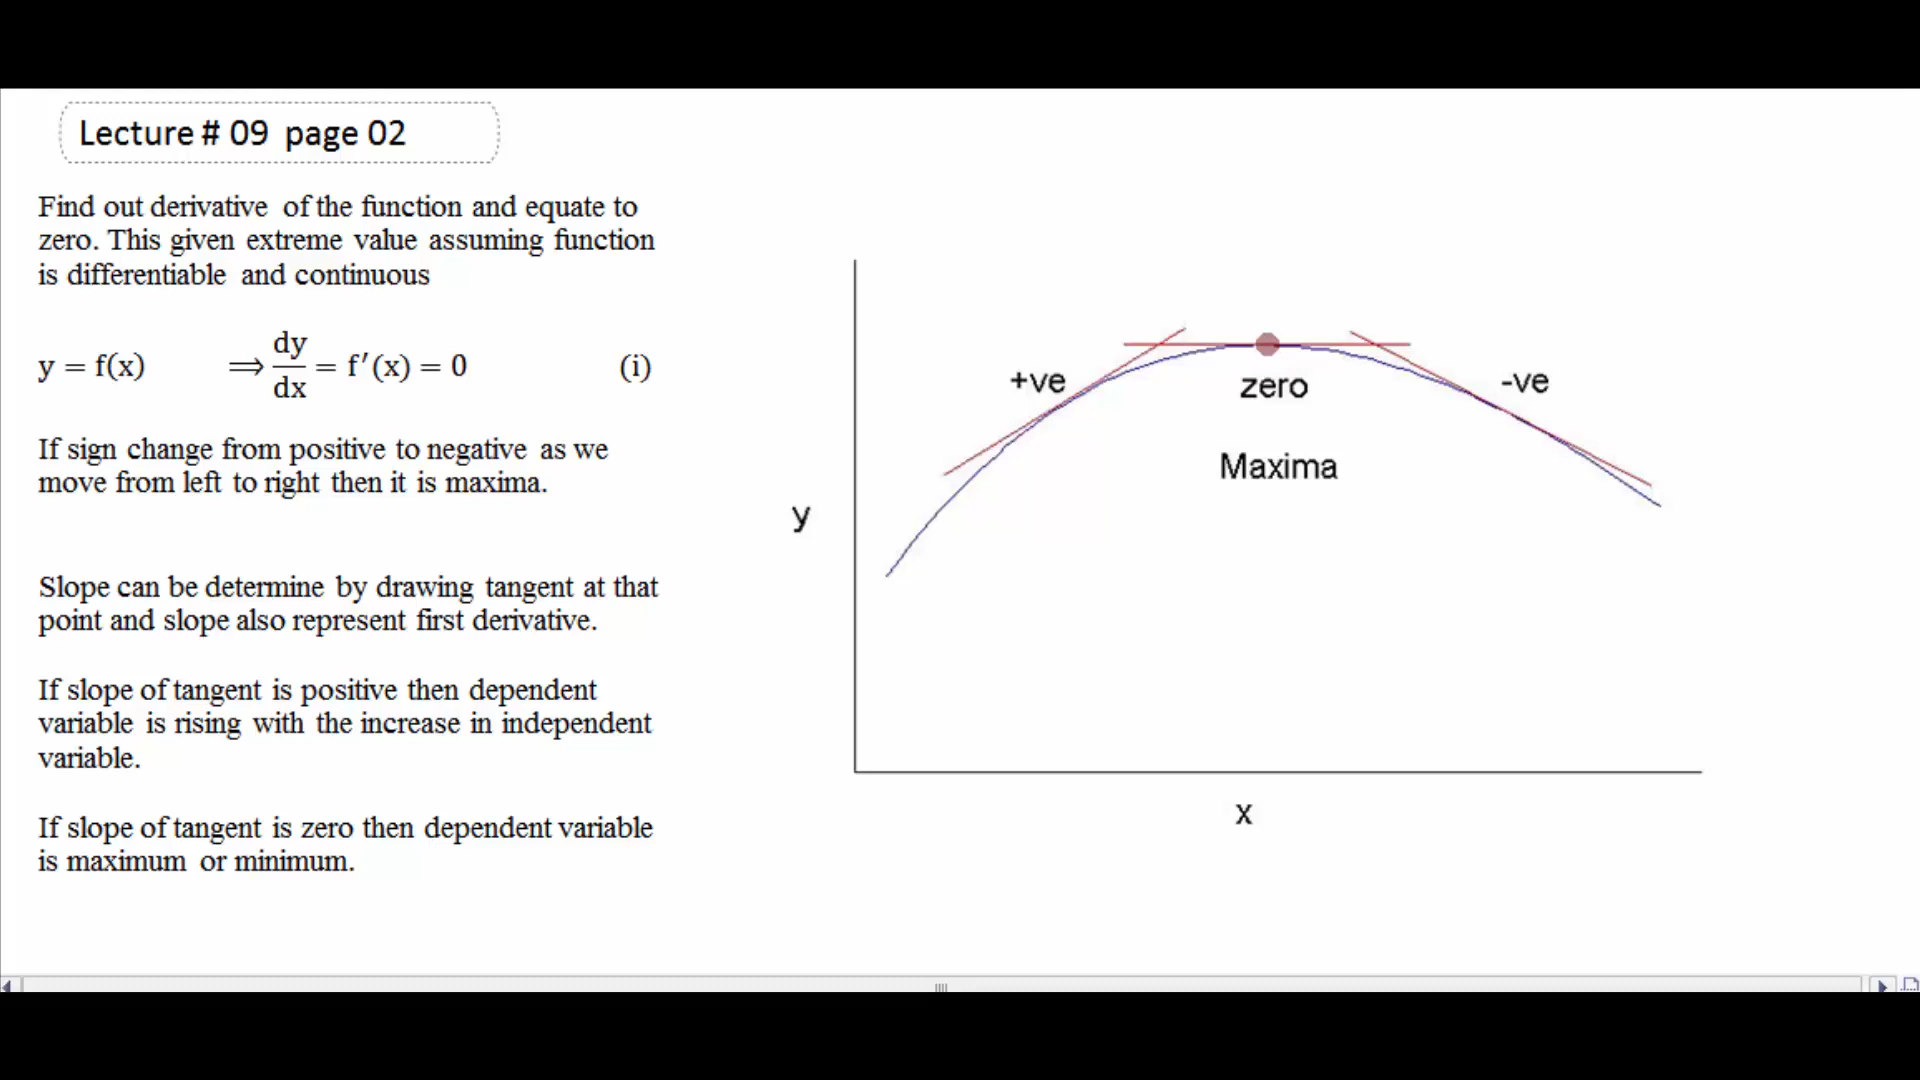 Lecture # 09 page 02
Find out derivative of the function and equate to
zero. This given extreme value assuming function
is differentiable and continuous
y = f(x) ⟹ dy/dx = f′(x) = 0 (i)
If sign change from positive to negative as we
move from left to right then it is maxima.
Slope can be determine by drawing tangent at that
point and slope also represent first derivative.
If slope of tangent is positive then dependent
variable is rising with the increase in independent
variable.
If slope of tangent is zero then dependent variable
is maximum or minimum.
+ve
zero
-ve
Maxima
y
x